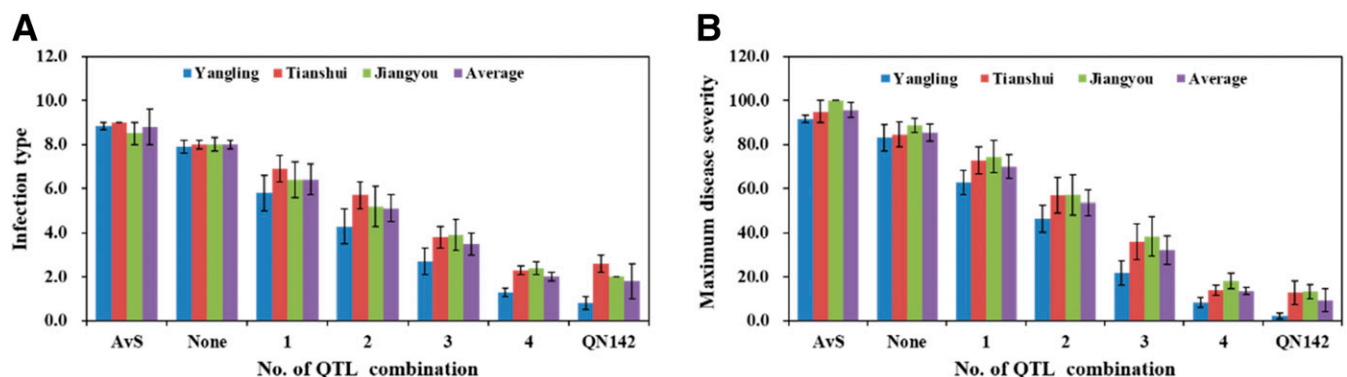 A
12.0
10.0
8.0
6.0
4.0
2.0
0.0
Infection type
Yangling Tianshui Jiangyou Average
AvS None 1 2 3 4 QN142
No. of QTL combination
B
120.0
100.0
80.0
60.0
40.0
20.0
0.0
Maximum disease severity
Yangling Tianshui Jiangyou Average
AvS None 1 2 3 4 QN142
No. of QTL combination